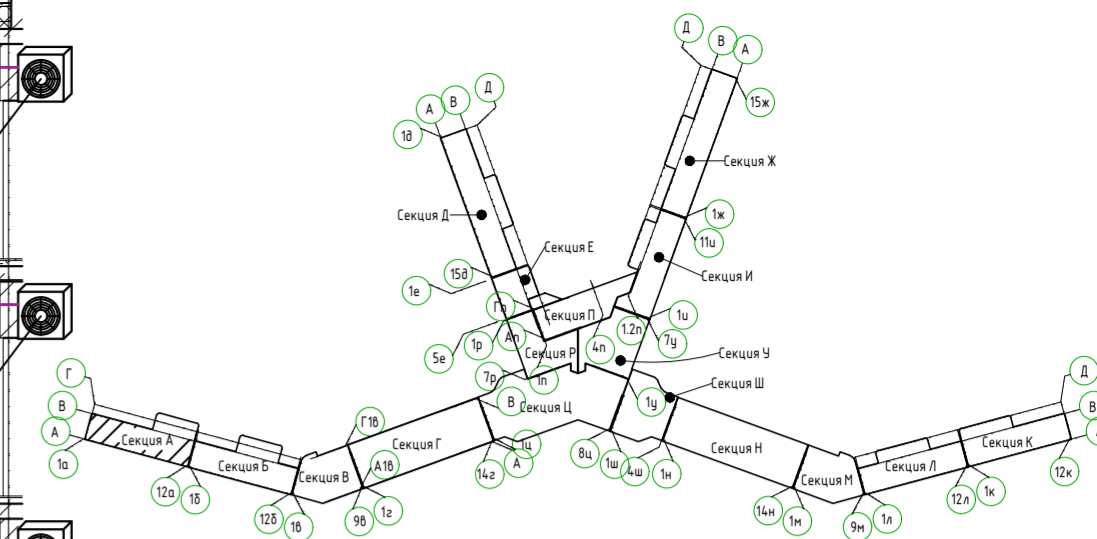 Д
В
А
Д
В
А
1д
15ж
Секция Ж
Секция Д
1ж
11и
Секция Е
15д
Секция И
1е
Гп
Секция П
1и
1.2п
7у
Ап
1р
4п
5е
Секция Р
Секция У
7р
1п
Секция Ш
Г
Д
В
Секция Ц
1у
В
В
А
Г1в
Секция А
Секция Г
1ц
А
Секция К
1а
Секция Б
Секция В
А1в
14г
8ц
1ш
4ш
1н
Секция Н
Секция Л
12к
12а
1б
Секция М
12л
1к
12б
1в
9в
1г
14н
1м
9м
1л